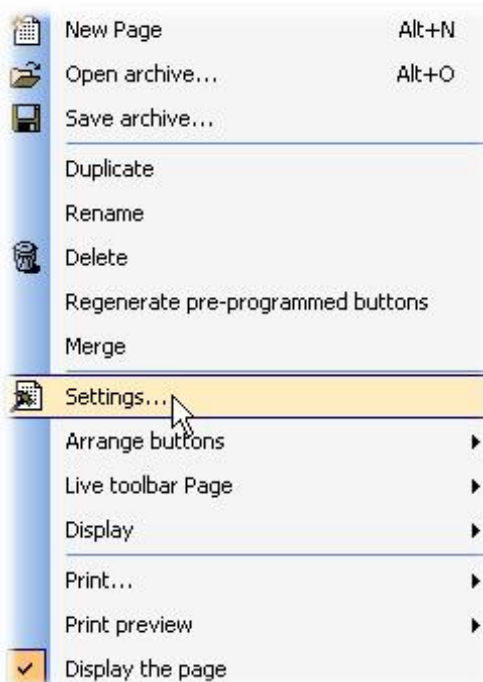 New Page Alt+N
Open archive... Alt+O
Save archive...
Duplicate
Rename
Delete
Regenerate pre-programmed buttons
Merge
Settings...
Arrange buttons
Live toolbar Page
Display
Print...
Print preview
Display the page